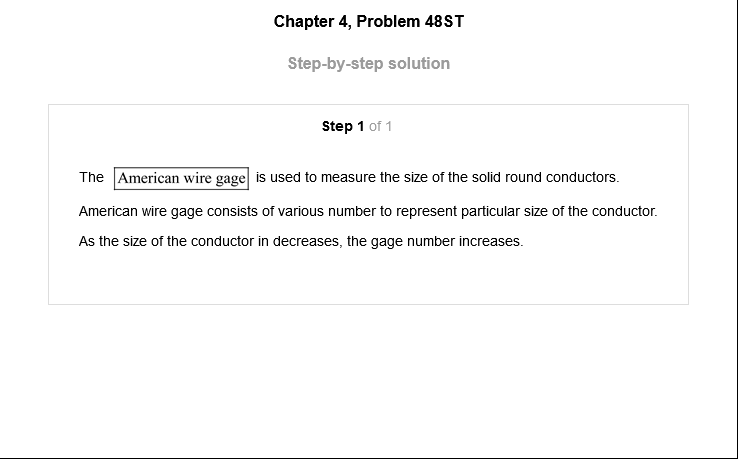 Chapter 4, Problem 48ST
Step-by-step solution
Step 1 of 1
The American wire gage is used to measure the size of the solid round conductors.
American wire gage consists of various number to represent particular size of the conductor.
As the size of the conductor in decreases, the gage number increases.